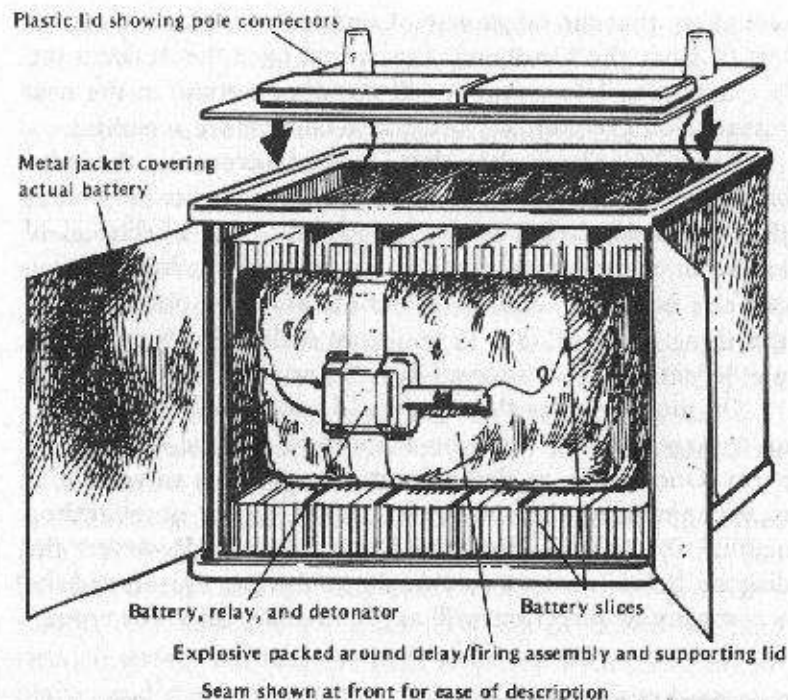 Plastic lid showing pole connectors
Metal jacket covering
actual battery
Battery, relay, and detonator
Battery slices
Explosive packed around delay/firing assembly and supporting lid
Seam shown at front for ease of description